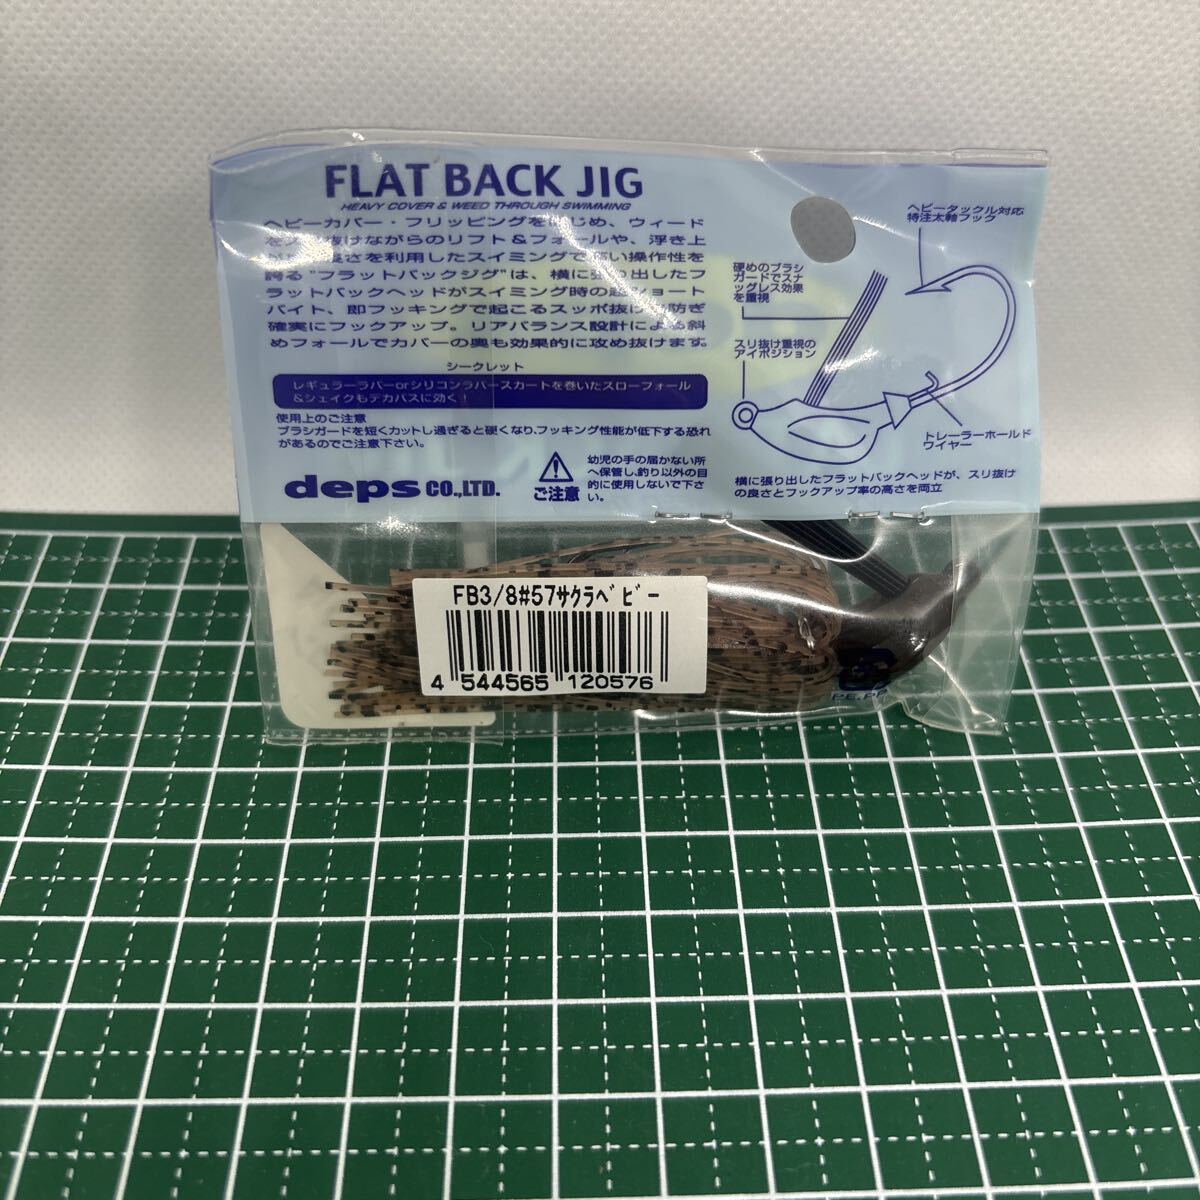 FLAT BACK JIG
HEAVY COVER & WEED THROUGH SWIMMING
ヘビーカバー・フリッピングをはじめ、ウィード
抜けながらのリフト&フォールや、浮き上
さを利用したスイミングで 操作性を
誇る"フラットバックジグ"は、横に張り出したフ
ラットバックヘッドがスイミング時の ショート
バイト、即フッキングで起こるスッポ抜け 防ぎ
確実にフックアップ。リアバランス設計による斜
めフォールでカバーの奥も効果的に攻め抜けます。
シークレット
レギュラーラバーorシリコンラバースカートを巻いたスローフォール
&シェイクもデカバスに効く!
使用上のご注意
ブラシガードを短くカットし過ぎると硬くなり、フッキング性能が低下する恐れ
があるのでご注意下さい。
deps CO.,LTD.
ご注意
幼児の手の届かない所
へ保管し、釣り以外の目
的に使用しないで下さ
い。
ヘビータックル対応
特注太軸フック
硬めのブラシ
ガードでスナ
ッグレス効果
を重視
スリ抜け重視の
アイポジション
トレーラーホールド
ワイヤー
横に張り出したフラットバックヘッドが、スリ抜け
の良さとフックアップ率の高さを両立
FB3/8#57サクラベビー
4 544565 120576
PE,PP